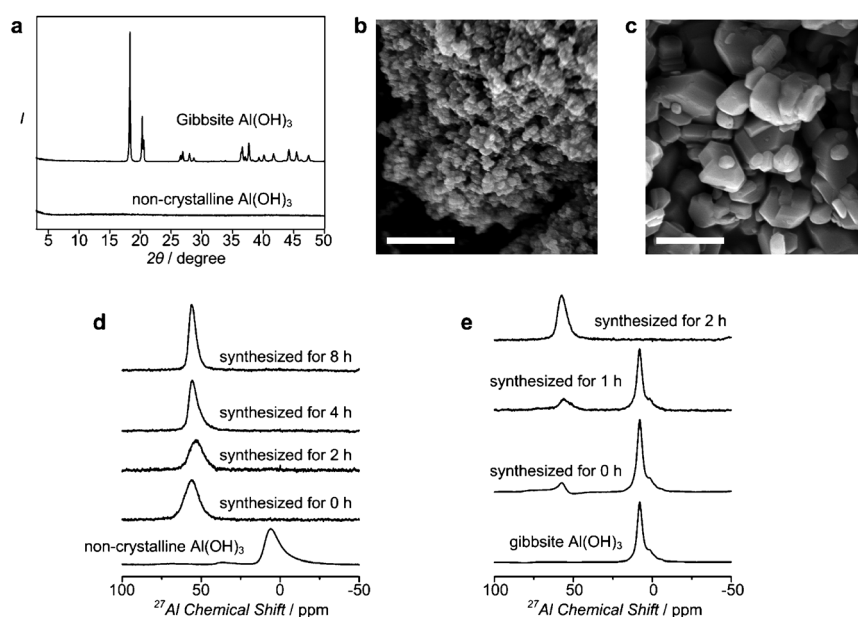 a
I
Gibbsite Al(OH)3
non-crystalline Al(OH)3
5 10 15 20 25 30 35 40 45 50
2θ / degree
b
c
d
synthesized for 8 h
synthesized for 4 h
synthesized for 2 h
synthesized for 0 h
non-crystalline Al(OH)3
100 50 0 -50
27Al Chemical Shift / ppm
e
synthesized for 2 h
synthesized for 1 h
synthesized for 0 h
gibbsite Al(OH)3
100 50 0 -50
27Al Chemical Shift / ppm